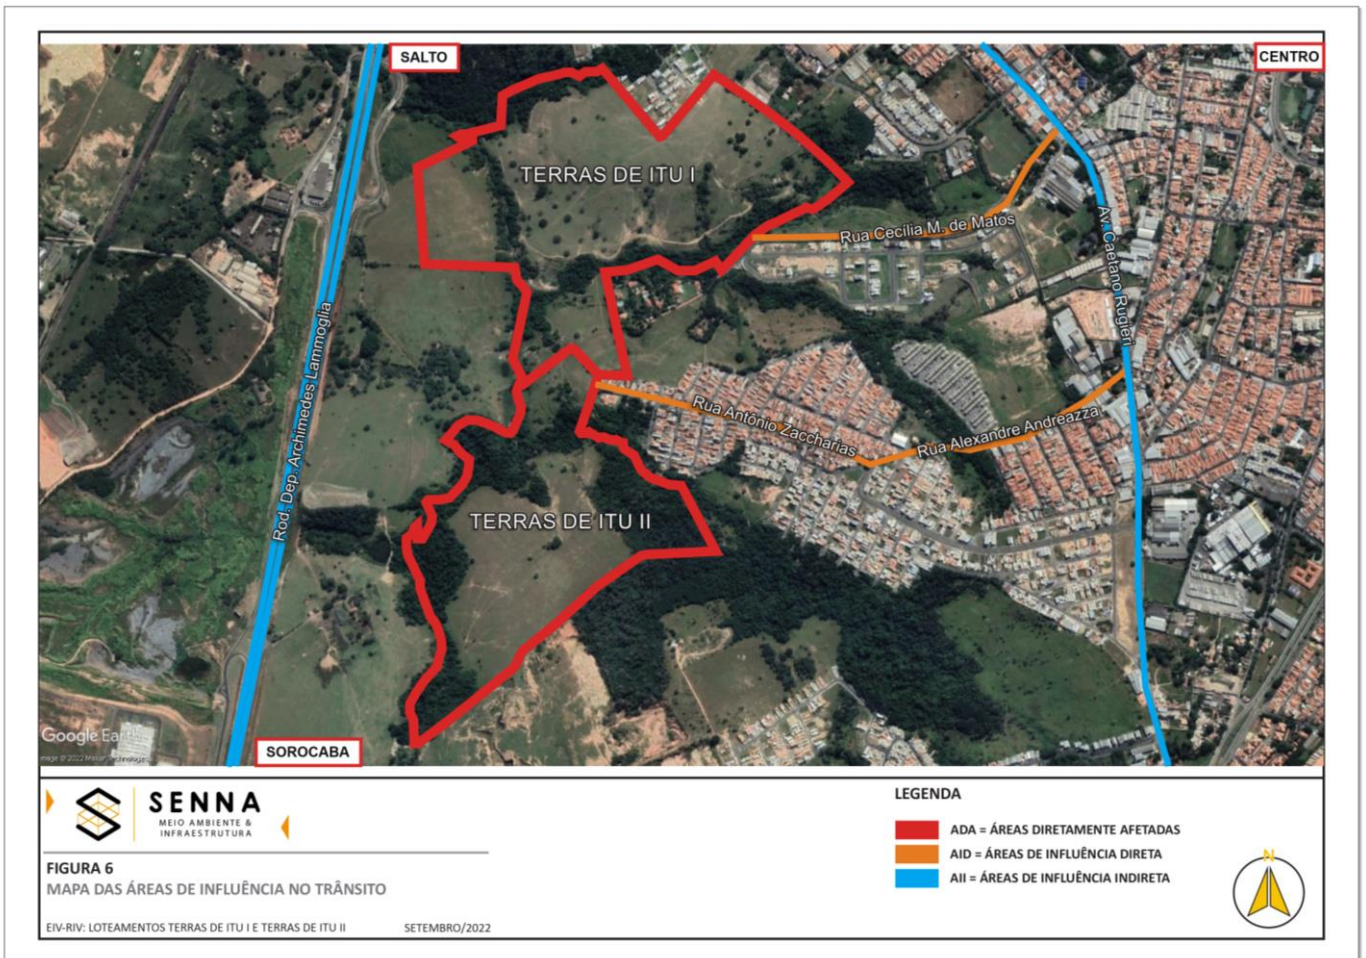 SALTO
CENTRO
TERRAS DE ITU I
Rua Cecília M. de Matos
Av. Caetano Rugieri
Rod. Dep. Archimedes Lammoglia
Rua Antônio Zaccharias
Rua Alexandre Andreazza
TERRAS DE ITU II
Google Earth
SOROCABA
SENNA
MEIO AMBIENTE &
INFRAESTRUTURA
FIGURA 6
MAPA DAS ÁREAS DE INFLUÊNCIA NO TRÂNSITO
EIV-RIV: LOTEAMENTOS TERRAS DE ITU I E TERRAS DE ITU II
SETEMBRO/2022
LEGENDA
ADA = ÁREAS DIRETAMENTE AFETADAS
AID = ÁREAS DE INFLUÊNCIA DIRETA
AII = ÁREAS DE INFLUÊNCIA INDIRETA
N